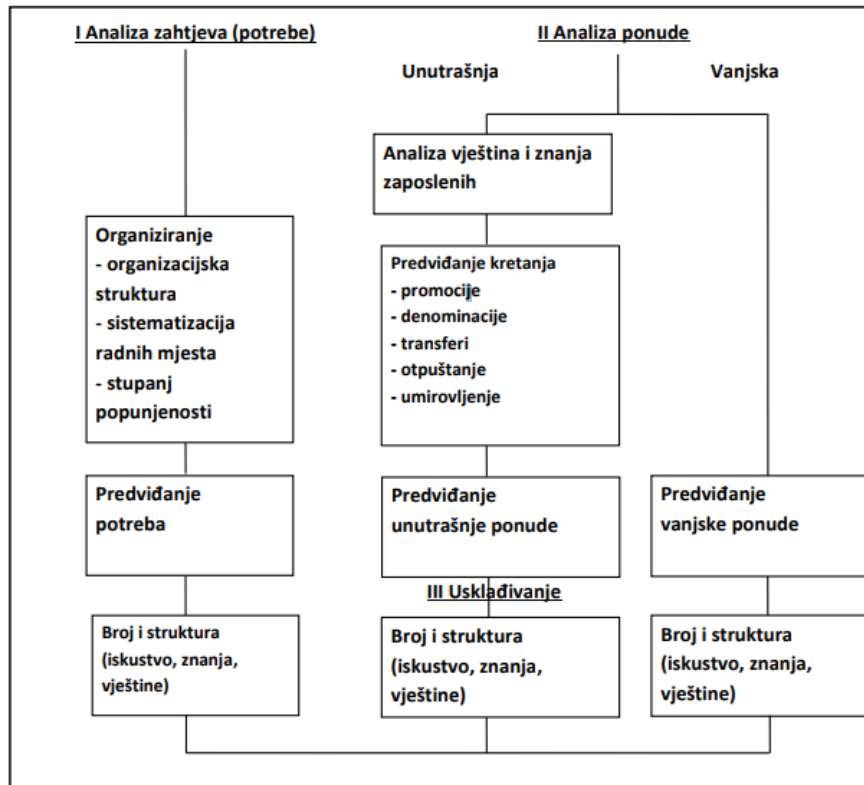 I Analiza zahtjeva (potrebe)
II Analiza ponude
Unutrašnja
Vanjska
Analiza vještina i znanja
zaposlenih
Organiziranje
- organizacijska
struktura
- sistematizacija
radnih mjesta
- stupanj
popunjenosti
Predviđanje kretanja
- promocije
- denominacije
- transferi
- otpuštanje
- umirovljenje
Predviđanje
potreba
Predviđanje
unutrašnje ponude
Predviđanje
vanjske ponude
III Usklađivanje
Broj i struktura
(iskustvo, znanja,
vještine)
Broj i struktura
(iskustvo, znanja,
vještine)
Broj i struktura
(iskustvo, znanja,
vještine)